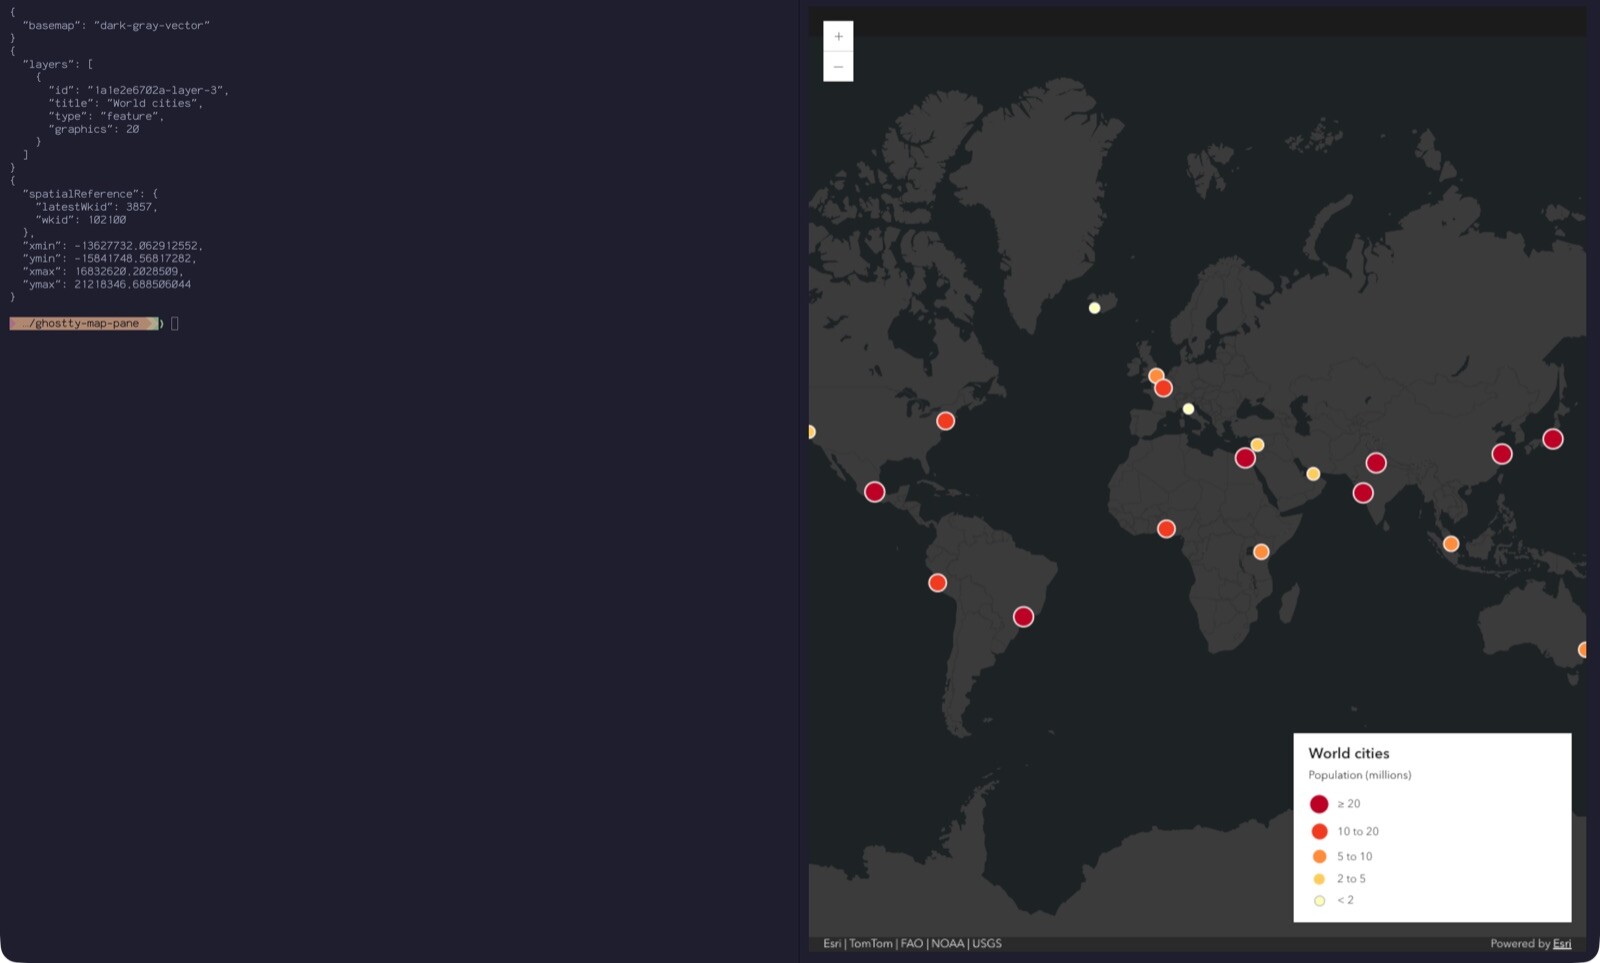 {
  "basemap": "dark-gray-vector"
}
{
  "layers": [
    {
      "id": "1a1e2e6702a-layer-3",
      "title": "World cities",
      "type": "feature",
      "graphics": 20
    }
  ]
}
{
  "spatialReference": {
    "latestWkid": 3857,
    "wkid": 102100
  },
  "xmin": -13627732.062912552,
  "ymin": -15841748.56817282,
  "xmax": 16832620.2028509,
  "ymax": 21218346.688506044
}
…/ghostty-map-pane ❯
+
−
World cities
Population (millions)
≥ 20
10 to 20
5 to 10
2 to 5
< 2
Esri | TomTom | FAO | NOAA | USGS
Powered by Esri